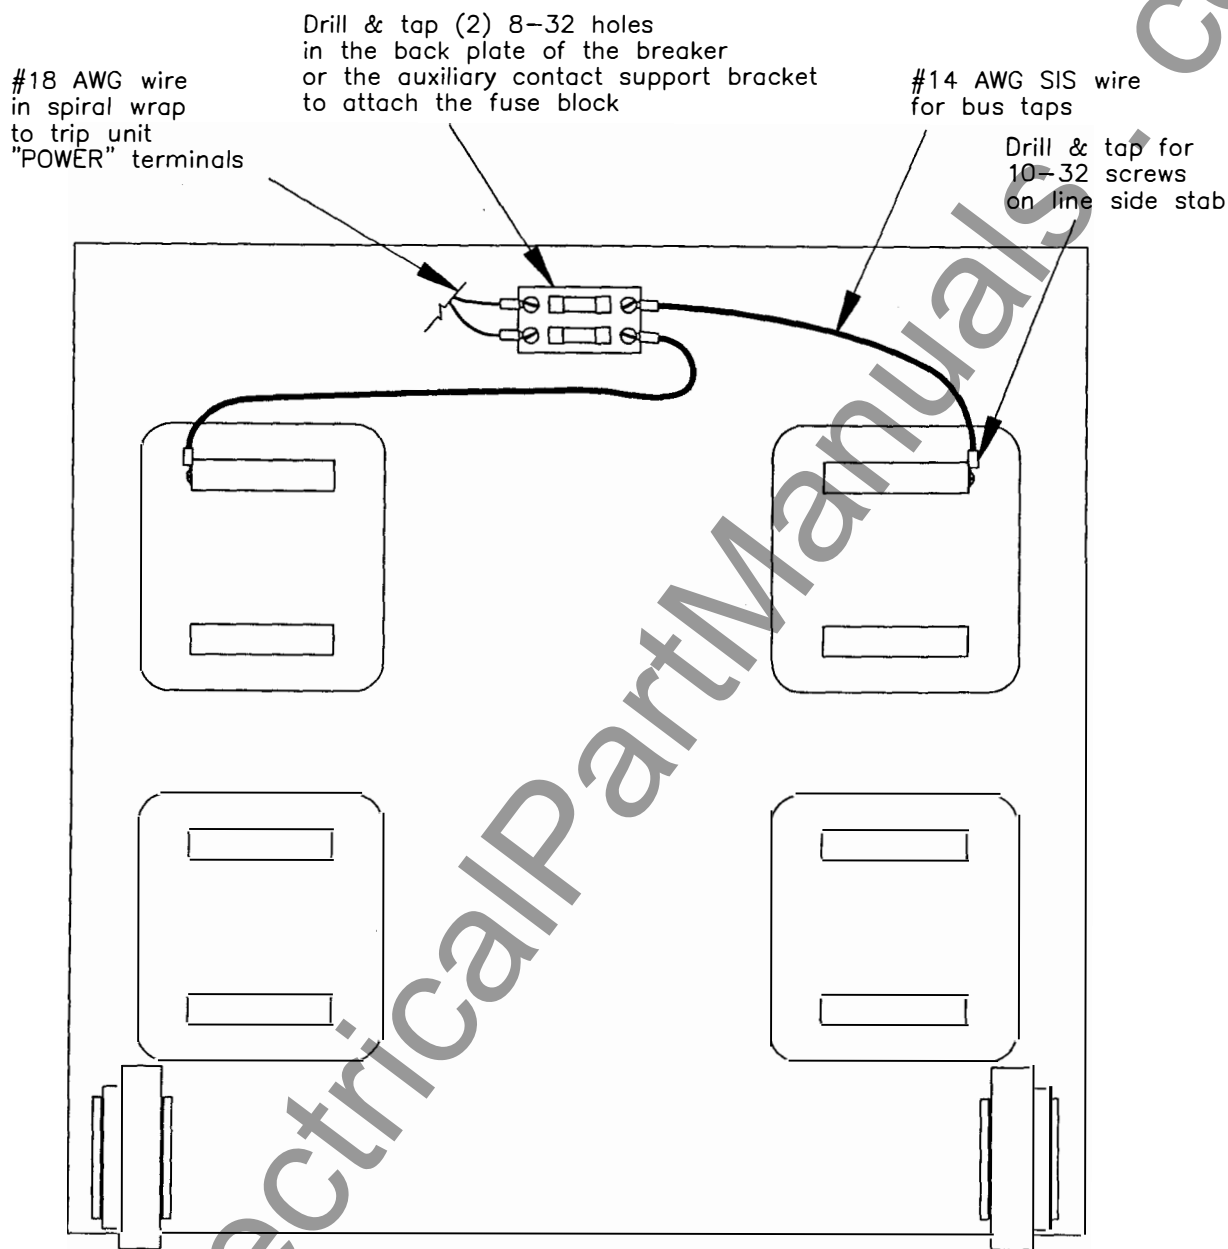 Drill & tap (2) 8-32 holes
in the back plate of the breaker
or the auxiliary contact support bracket
to attach the fuse block
#18 AWG wire
in spiral wrap
to trip unit
"POWER" terminals
#14 AWG SIS wire
for bus taps
Drill & tap for
10-32 screws
on line side stab
ectricalPartManuals . co